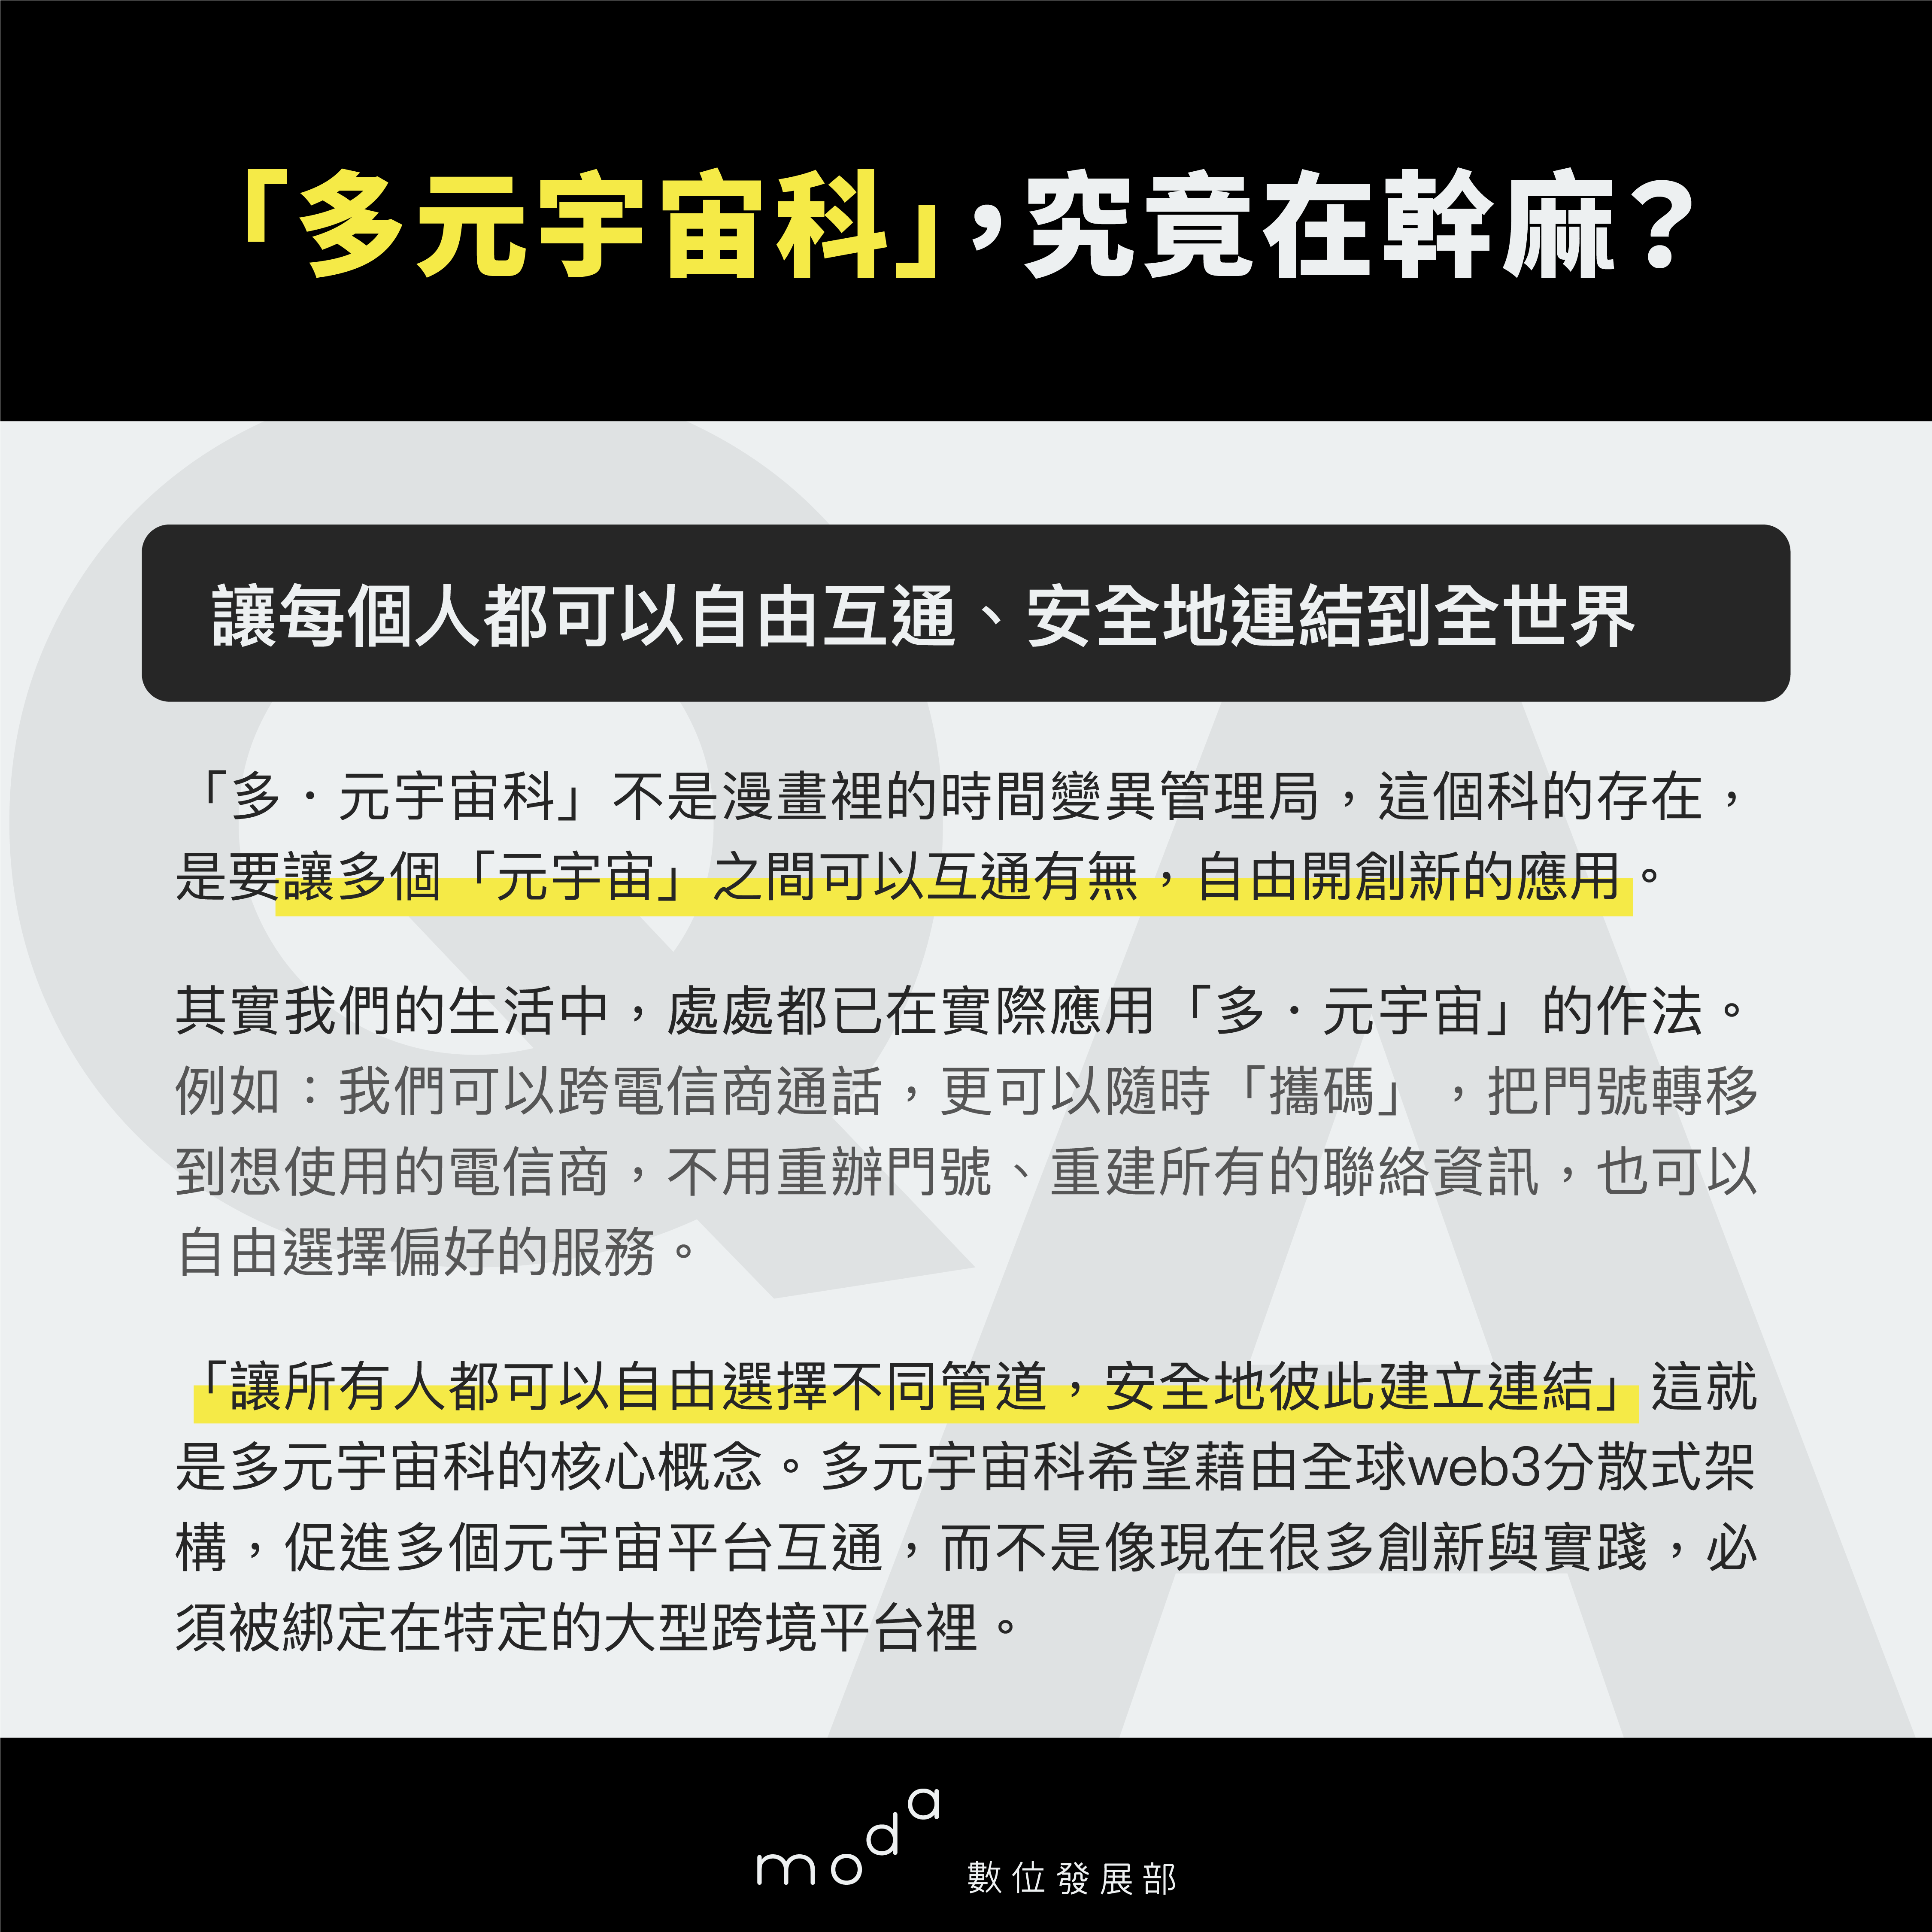 「多元宇宙科」，究竟在幹麻？
讓每個人都可以自由互通、安全地連結到全世界
「多．元宇宙科」不是漫畫裡的時間變異管理局，這個科的存在，
是要讓多個「元宇宙」之間可以互通有無，自由開創新的應用。
其實我們的生活中，處處都已在實際應用「多．元宇宙」的作法。
例如：我們可以跨電信商通話，更可以隨時「攜碼」，把門號轉移
到想使用的電信商，不用重辦門號、重建所有的聯絡資訊，也可以
自由選擇偏好的服務。
「讓所有人都可以自由選擇不同管道，安全地彼此建立連結」這就
是多元宇宙科的核心概念。多元宇宙科希望藉由全球web3分散式架
構，促進多個元宇宙平台互通，而不是像現在很多創新與實踐，必
須被綁定在特定的大型跨境平台裡。
moda 數位發展部